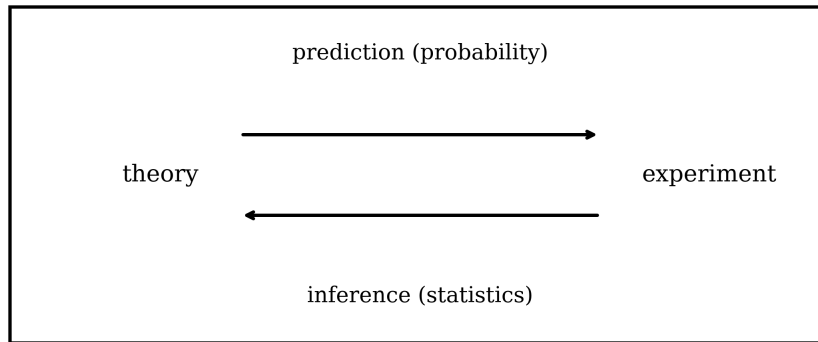 prediction (probability)
theory
experiment
inference (statistics)